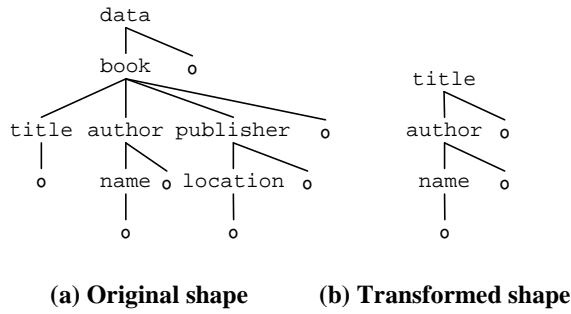 data
book o
title
title author publisher o
author o
o name o location o
name o
o o
o
(a) Original shape (b) Transformed shape